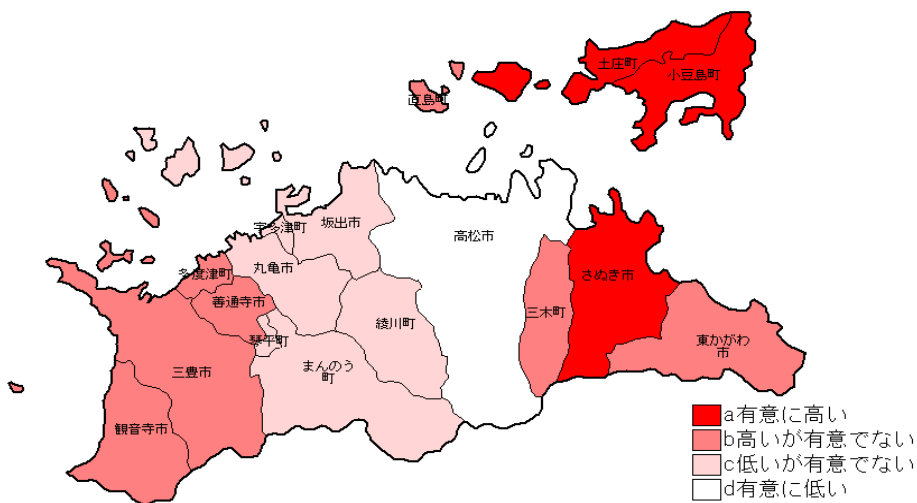 土庄町
小豆島町
直島町
宇多津町
坂出市
高松市
多度津町
丸亀市
さぬき市
善通寺市
三木町
綾川町
琴平町
東かがわ
市
まんのう
町
三豊市
観音寺市
a有意に高い
b高いが有意でない
c低いが有意でない
d有意に低い